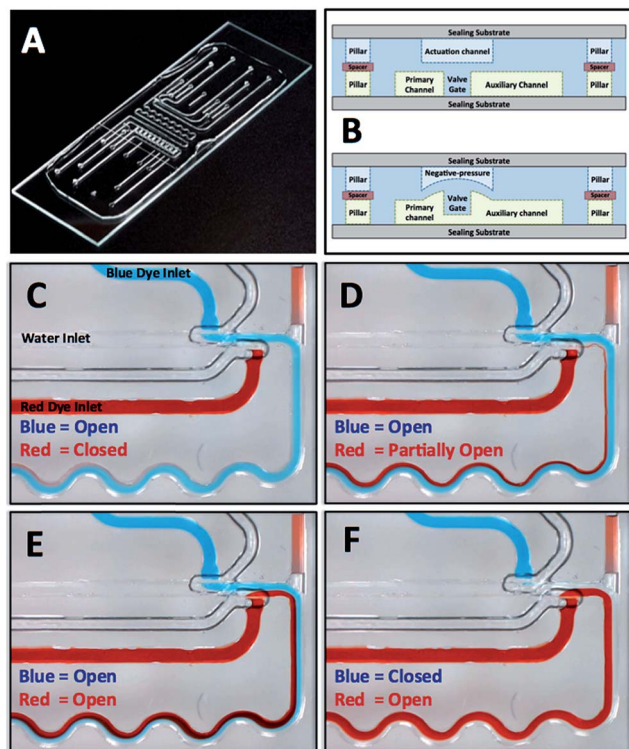 A
Sealing Substrate
Pillar
Actuation channel
Pillar
Spacer
Spacer
Pillar
Primary
Channel
Valve
Gate
Auxiliary Channel
Pillar
Sealing Substrate
B
Sealing Substrate
Pillar
Negative-pressure
Pillar
Spacer
Spacer
Pillar
Primary
channel
Valve
Gate
Auxiliary channel
Pillar
Sealing Substrate
C
Blue Dye Inlet
Water Inlet
Red Dye Inlet
Blue = Open
Red = Closed
D
Blue = Open
Red = Partially Open
E
Blue = Open
Red = Open
F
Blue = Closed
Red = Open